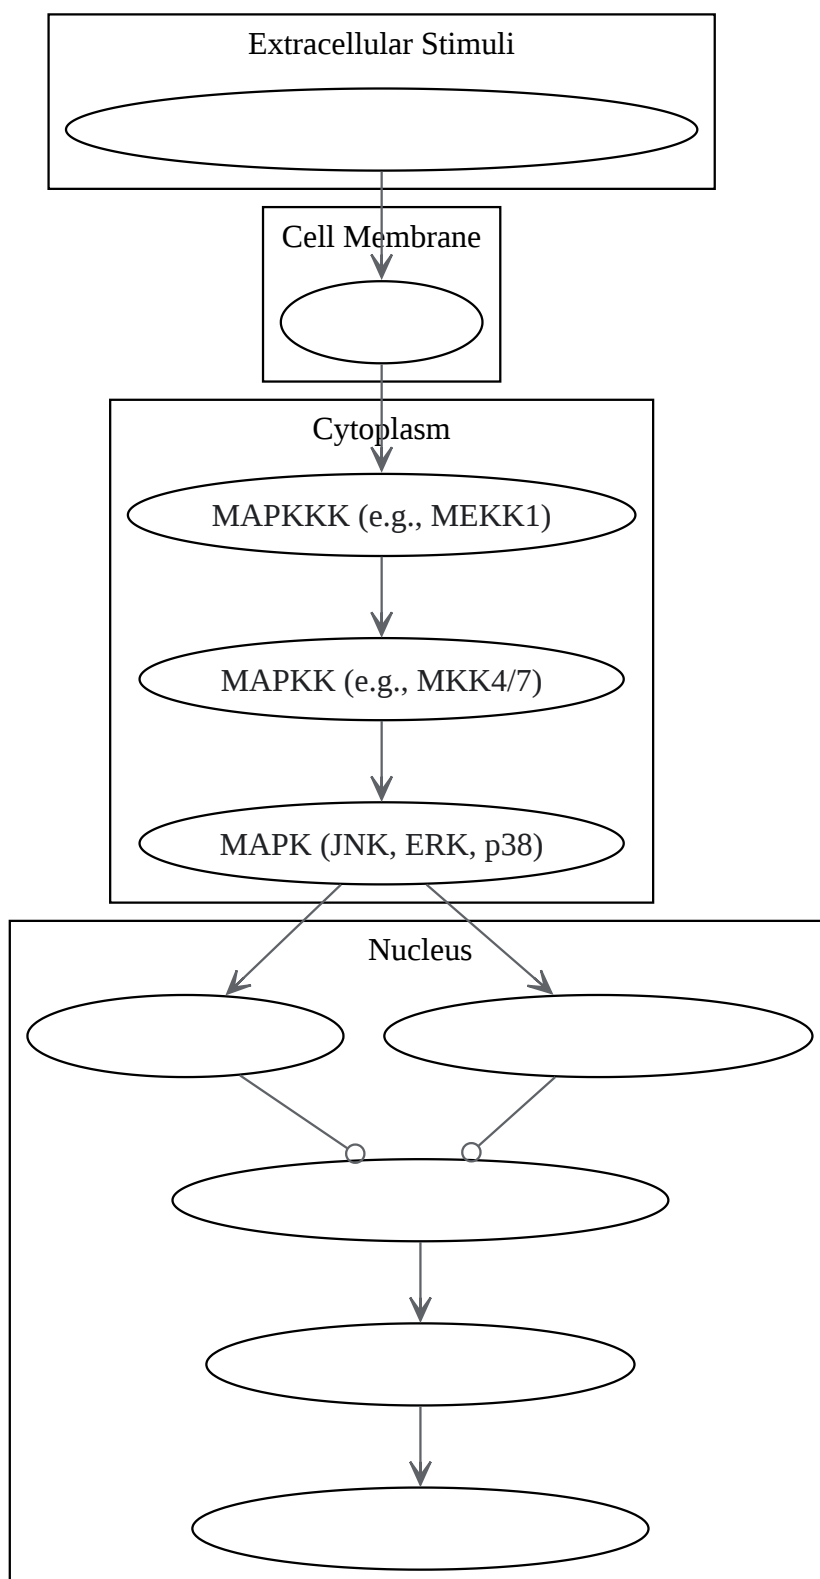 Extracellular Stimuli
Cell Membrane
Cytoplasm
MAPKKK (e.g., MEKK1)
MAPKK (e.g., MKK4/7)
MAPK (JNK, ERK, p38)
Nucleus